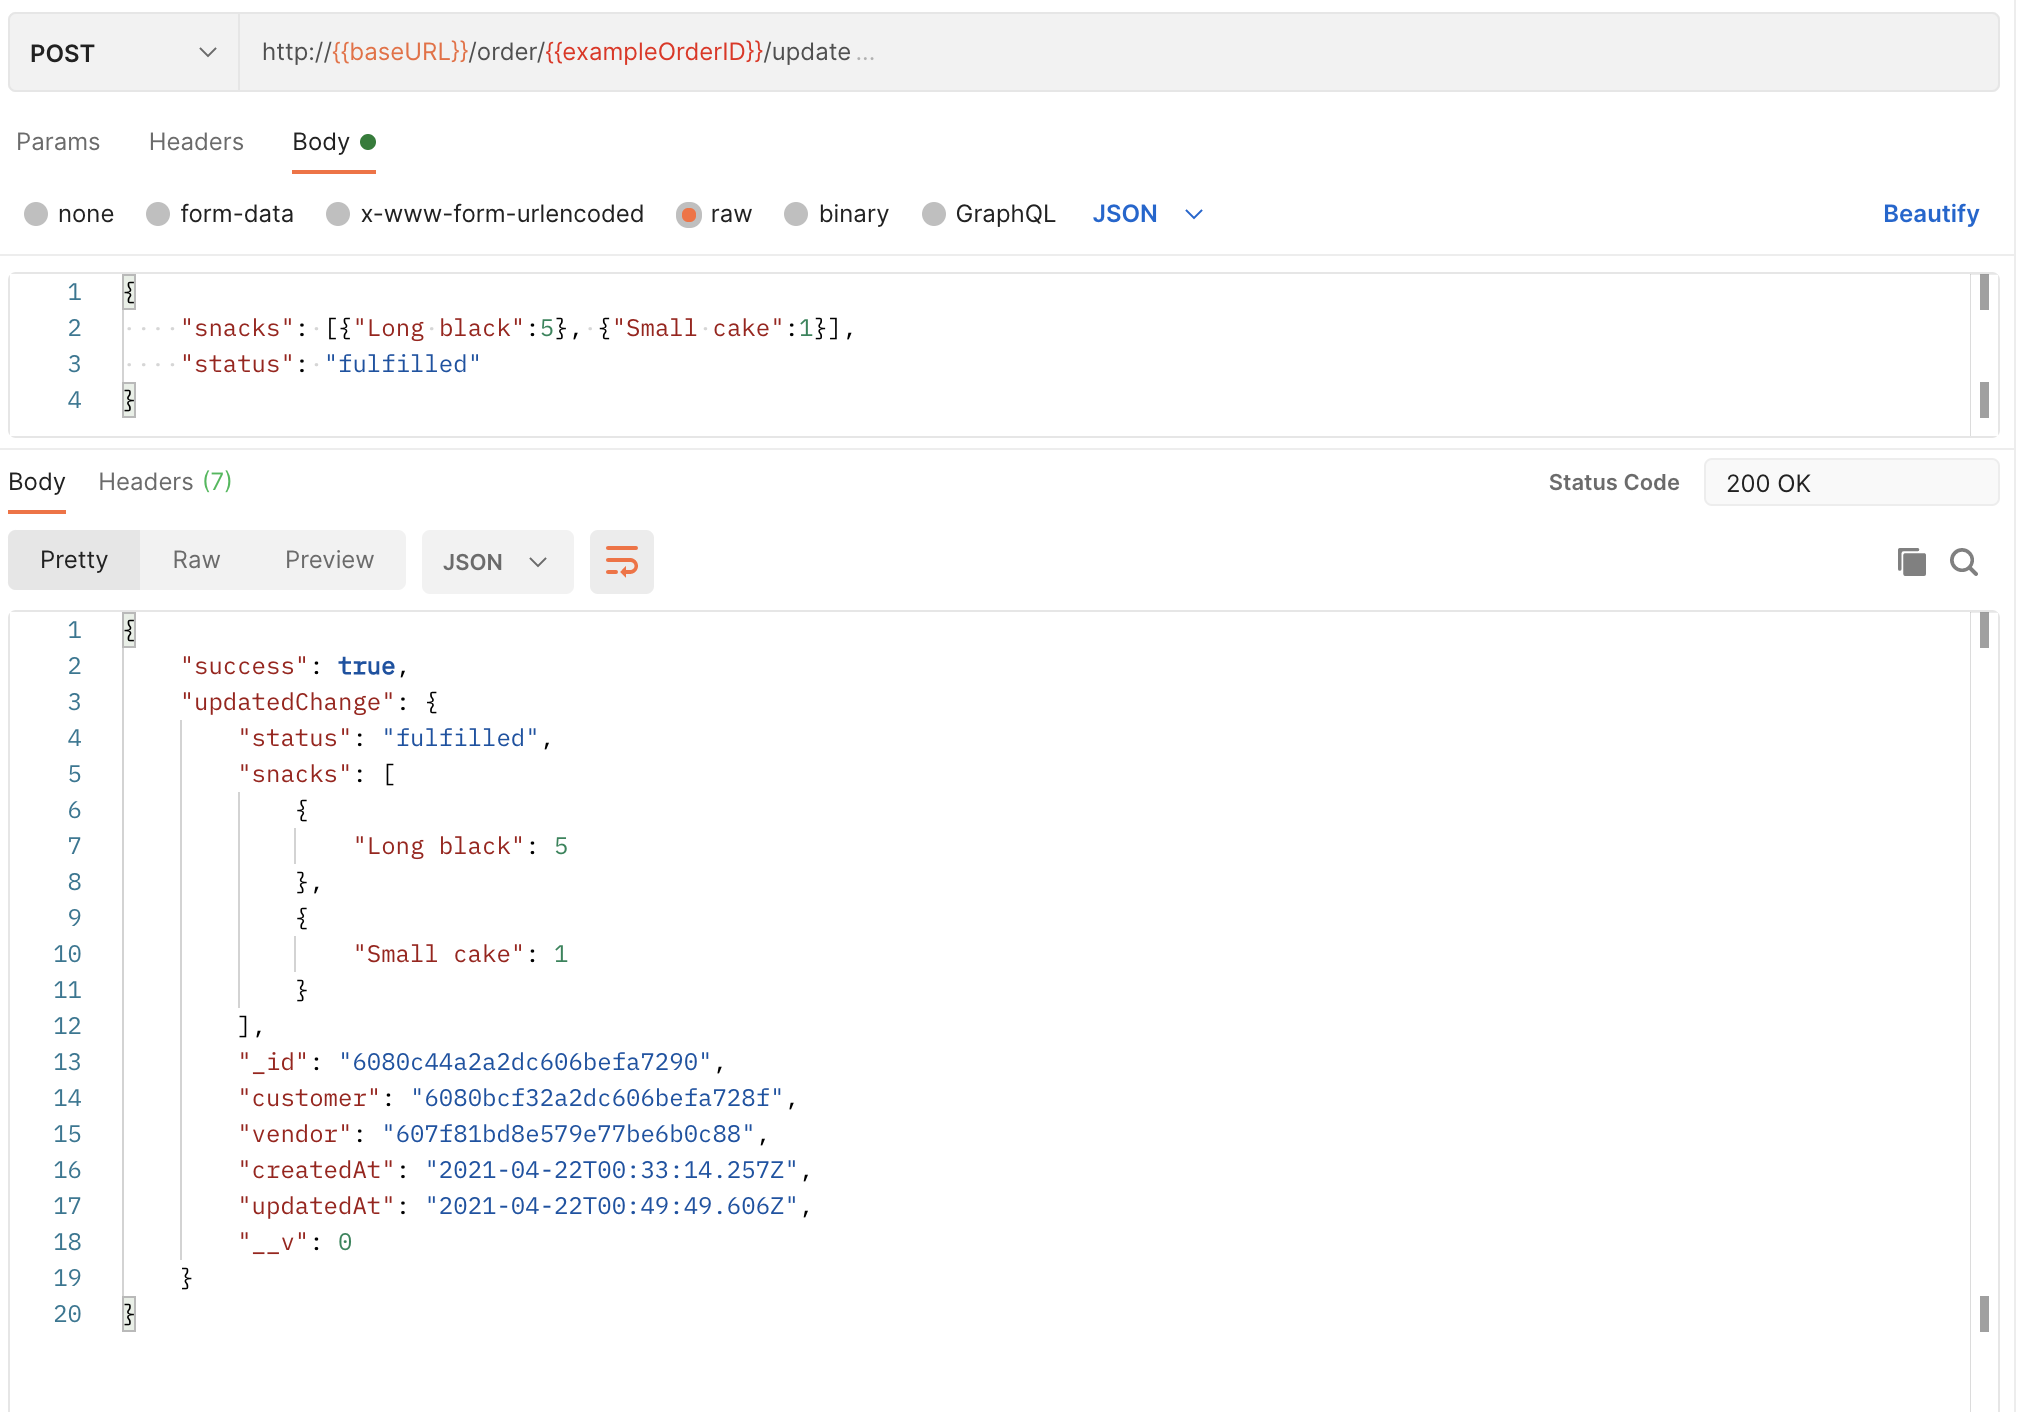 POST http://{{baseURL}}/order/{{exampleOrderID}}/update ...
Params Headers Body
none form-data x-www-form-urlencoded raw binary GraphQL JSON Beautify
1 {
2 "snacks": [{"Long black":5}, {"Small cake":1}],
3 "status": "fulfilled"
4 }
Body Headers (7) Status Code 200 OK
Pretty Raw Preview JSON
1 {
2 "success": true,
3 "updatedChange": {
4 "status": "fulfilled",
5 "snacks": [
6 {
7 "Long black": 5
8 },
9 {
10 "Small cake": 1
11 }
12 ],
13 "_id": "6080c44a2a2dc606befa7290",
14 "customer": "6080bcf32a2dc606befa728f",
15 "vendor": "607f81bd8e579e77be6b0c88",
16 "createdAt": "2021-04-22T00:33:14.257Z",
17 "updatedAt": "2021-04-22T00:49:49.606Z",
18 "__v": 0
19 }
20 }